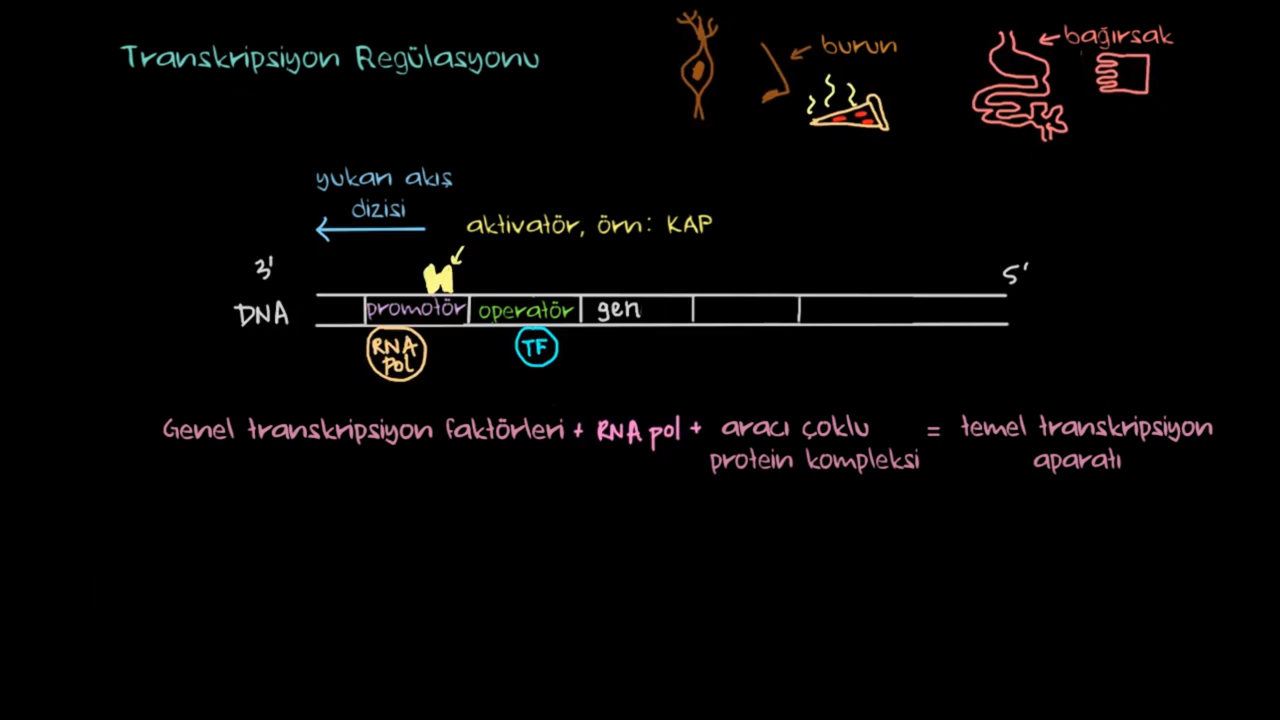 Transkripsiyon Regülasyonu
burun
bağırsak
yukarı akış
dizisi
aktivatör, örn: KAP
3'
5'
DNA
promotör
operatör
gen
RNA
pol
TF
Genel transkripsiyon faktörleri + RNA pol + aracı çoklu
protein kompleksi
= temel transkripsiyon
aparatı